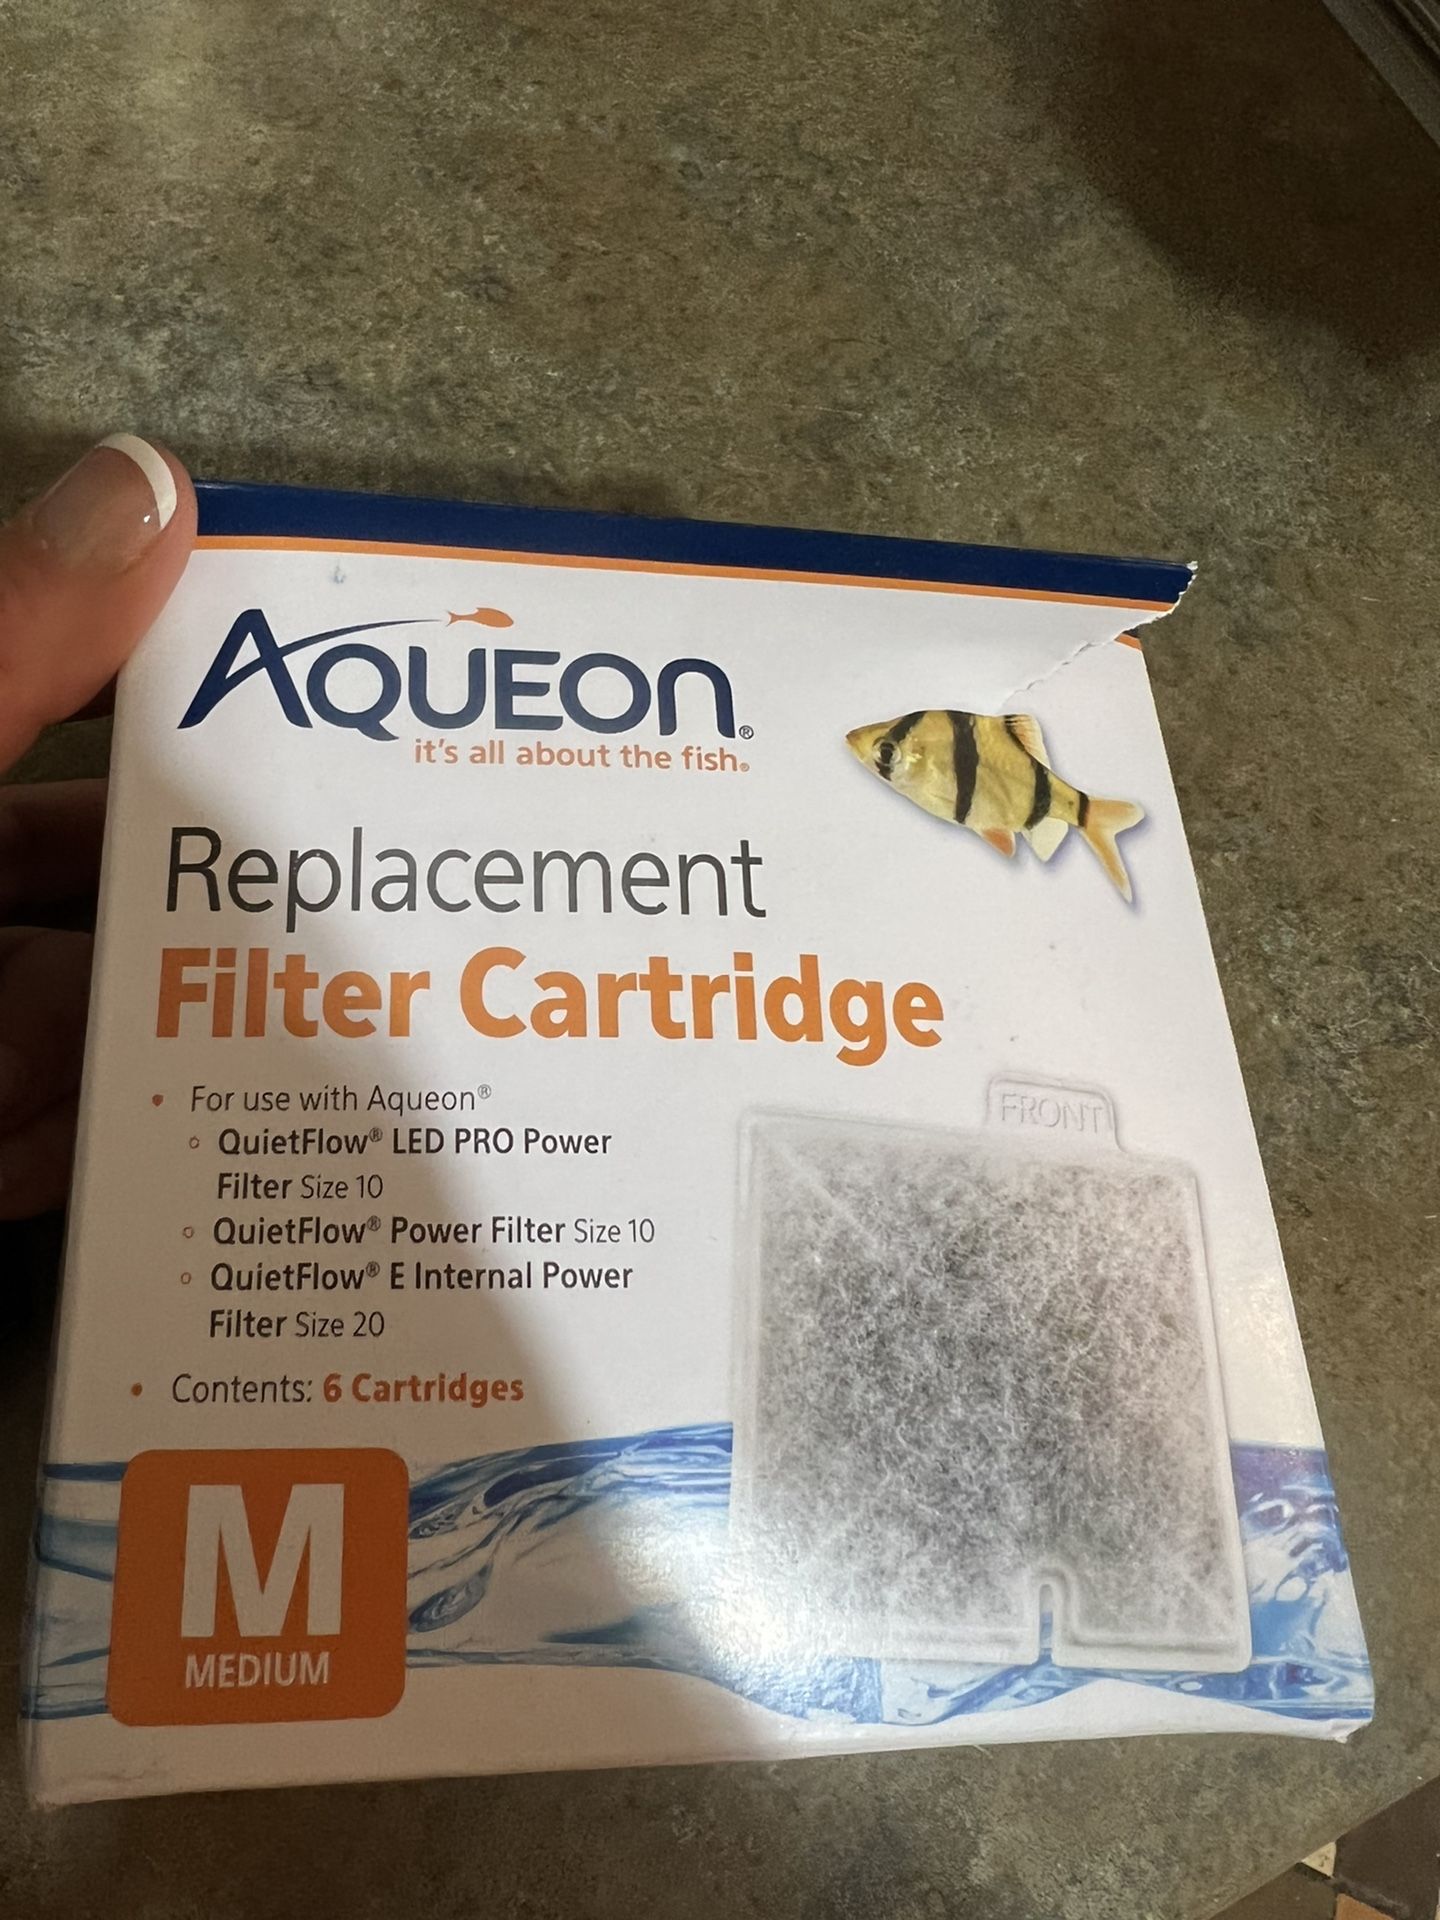 AQUEON®
it's all about the fish®
Replacement
Filter Cartridge
• For use with Aqueon®
○ QuietFlow® LED PRO Power
Filter Size 10
○ QuietFlow® Power Filter Size 10
○ QuietFlow® E Internal Power
Filter Size 20
• Contents: 6 Cartridges
FRONT
M
MEDIUM